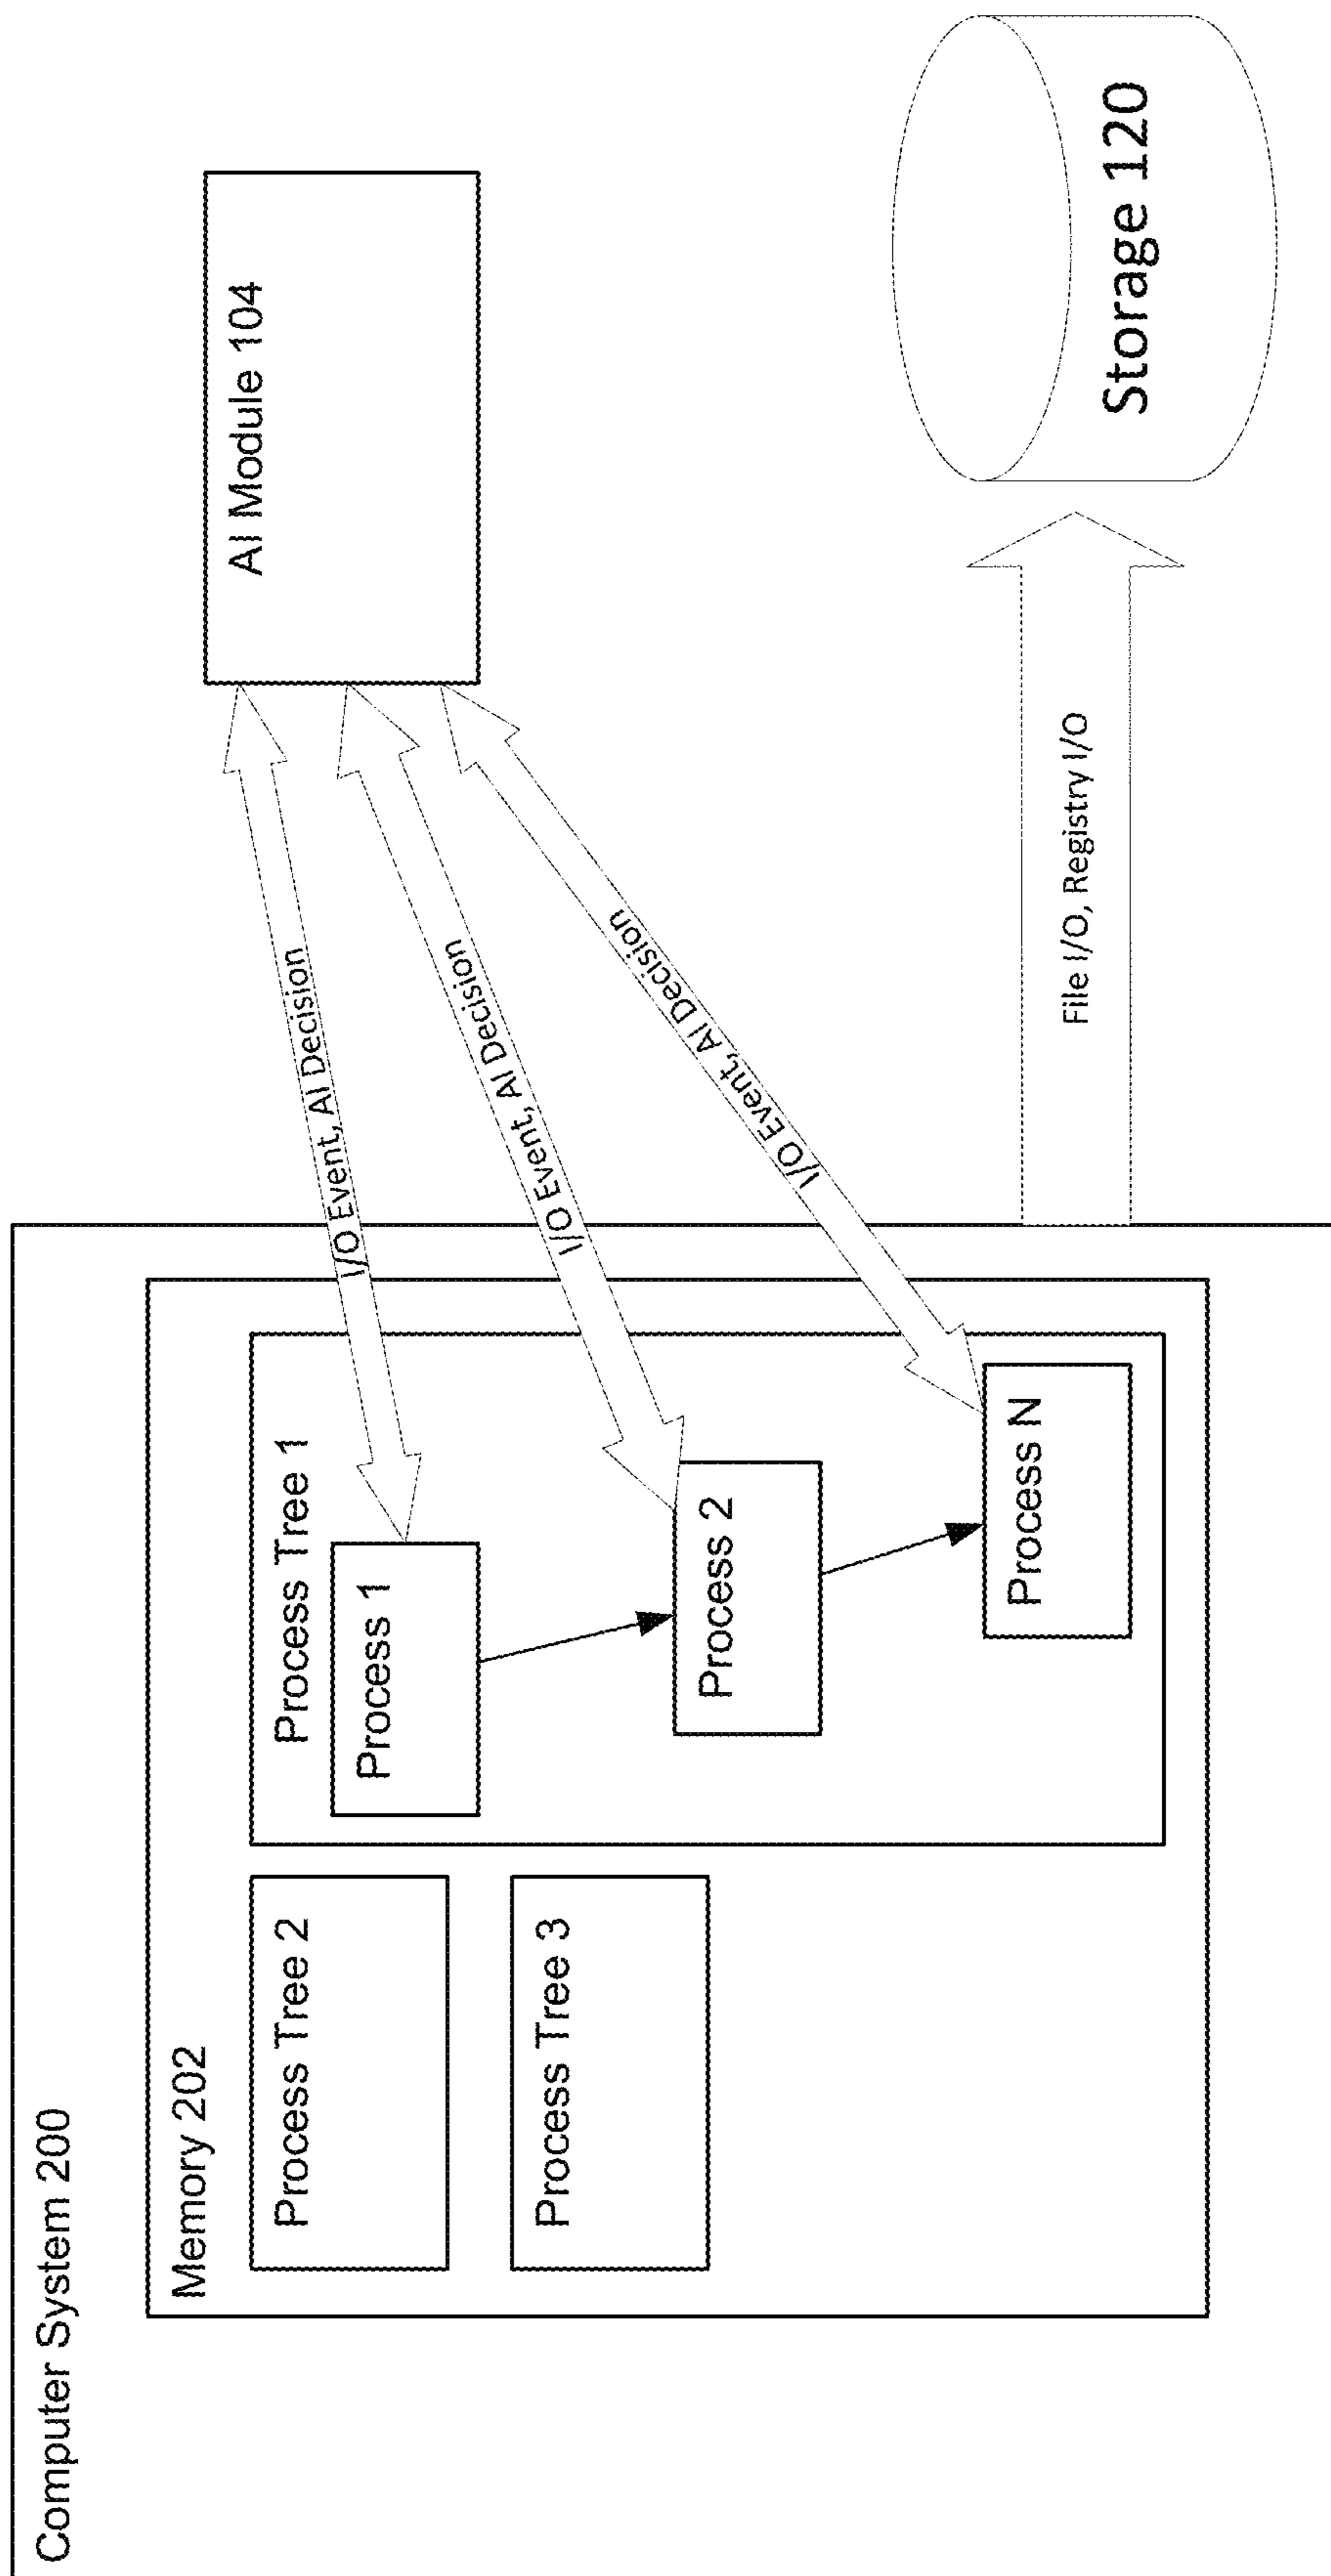 Computer System 200
Memory 202
Process Tree 2
Process Tree 1
Process 1
Process Tree 3
Process 2
Process N
I/O Event, AI Decision
I/O Event, AI Decision
I/O Event, AI Decision
AI Module 104
File I/O, Registry I/O
Storage 120